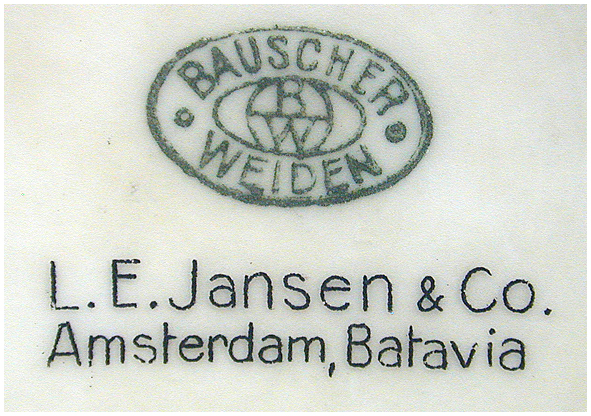 BAUSCHER
B
W
WEIDEN
L. E. Jansen & Co.
Amsterdam, Batavia